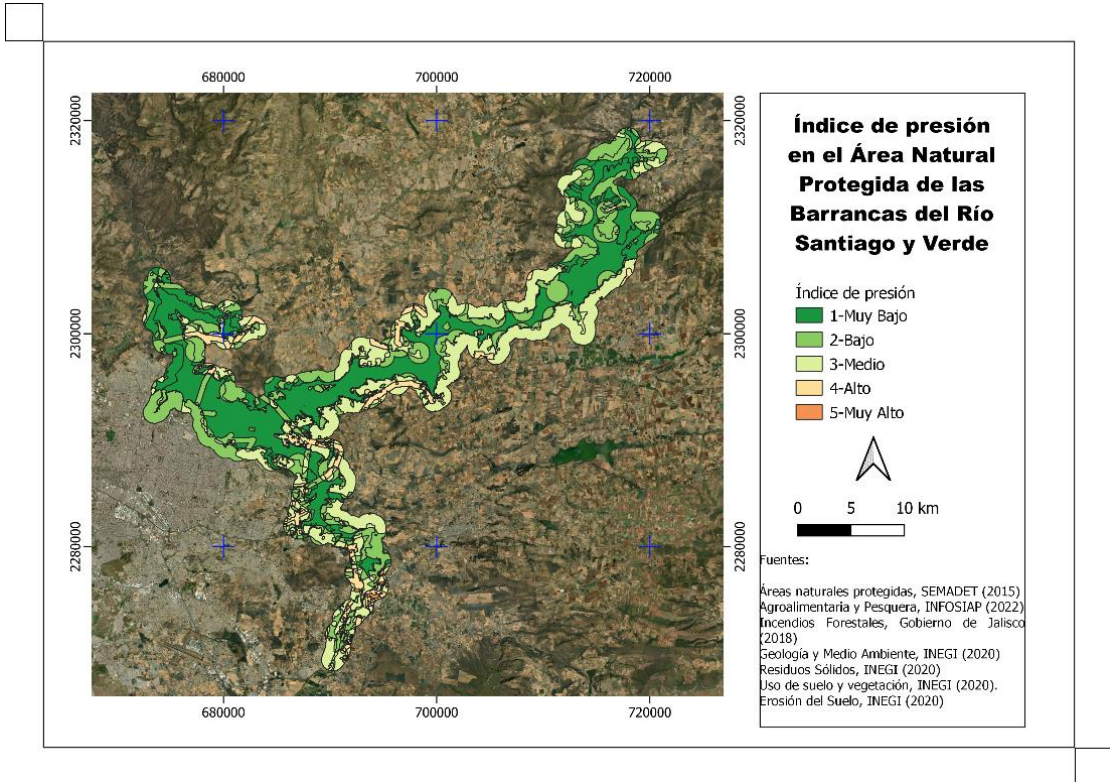 680000 700000 720000
2320000 2320000
2300000 2300000
2280000 2280000
680000 700000 720000
Índice de presión
en el Área Natural
Protegida de las
Barrancas del Río
Santiago y Verde
Índice de presión
1-Muy Bajo
2-Bajo
3-Medio
4-Alto
5-Muy Alto
0 5 10 km
Fuentes:
Áreas naturales protegidas, SEMADET (2015)
Agroalimentaria y Pesquera, INFOSIAP (2022)
Incendios Forestales, Gobierno de Jalisco
(2018)
Geología y Medio Ambiente, INEGI (2020)
Residuos Sólidos, INEGI (2020)
Uso de suelo y vegetación, INEGI (2020).
Erosión del Suelo, INEGI (2020)